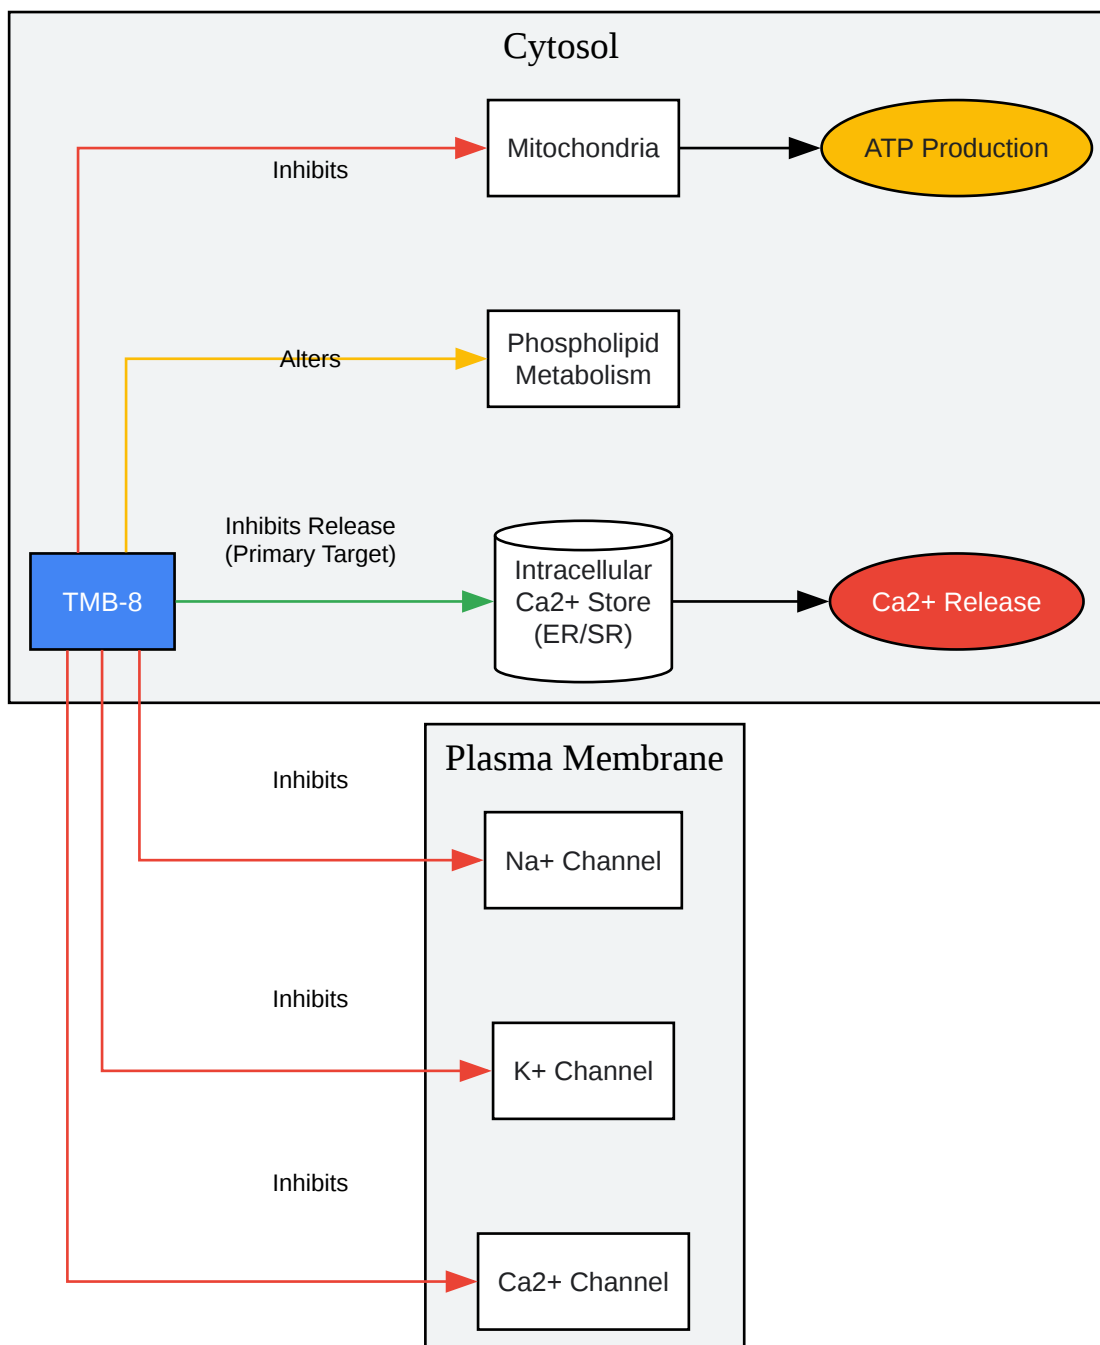 Cytosol
Inhibits
Mitochondria
ATP Production
Alters
Phospholipid
Metabolism
Inhibits Release
(Primary Target)
TMB-8
Intracellular
Ca2+ Store
(ER/SR)
Ca2+ Release
Plasma Membrane
Inhibits
Na+ Channel
Inhibits
K+ Channel
Inhibits
Ca2+ Channel